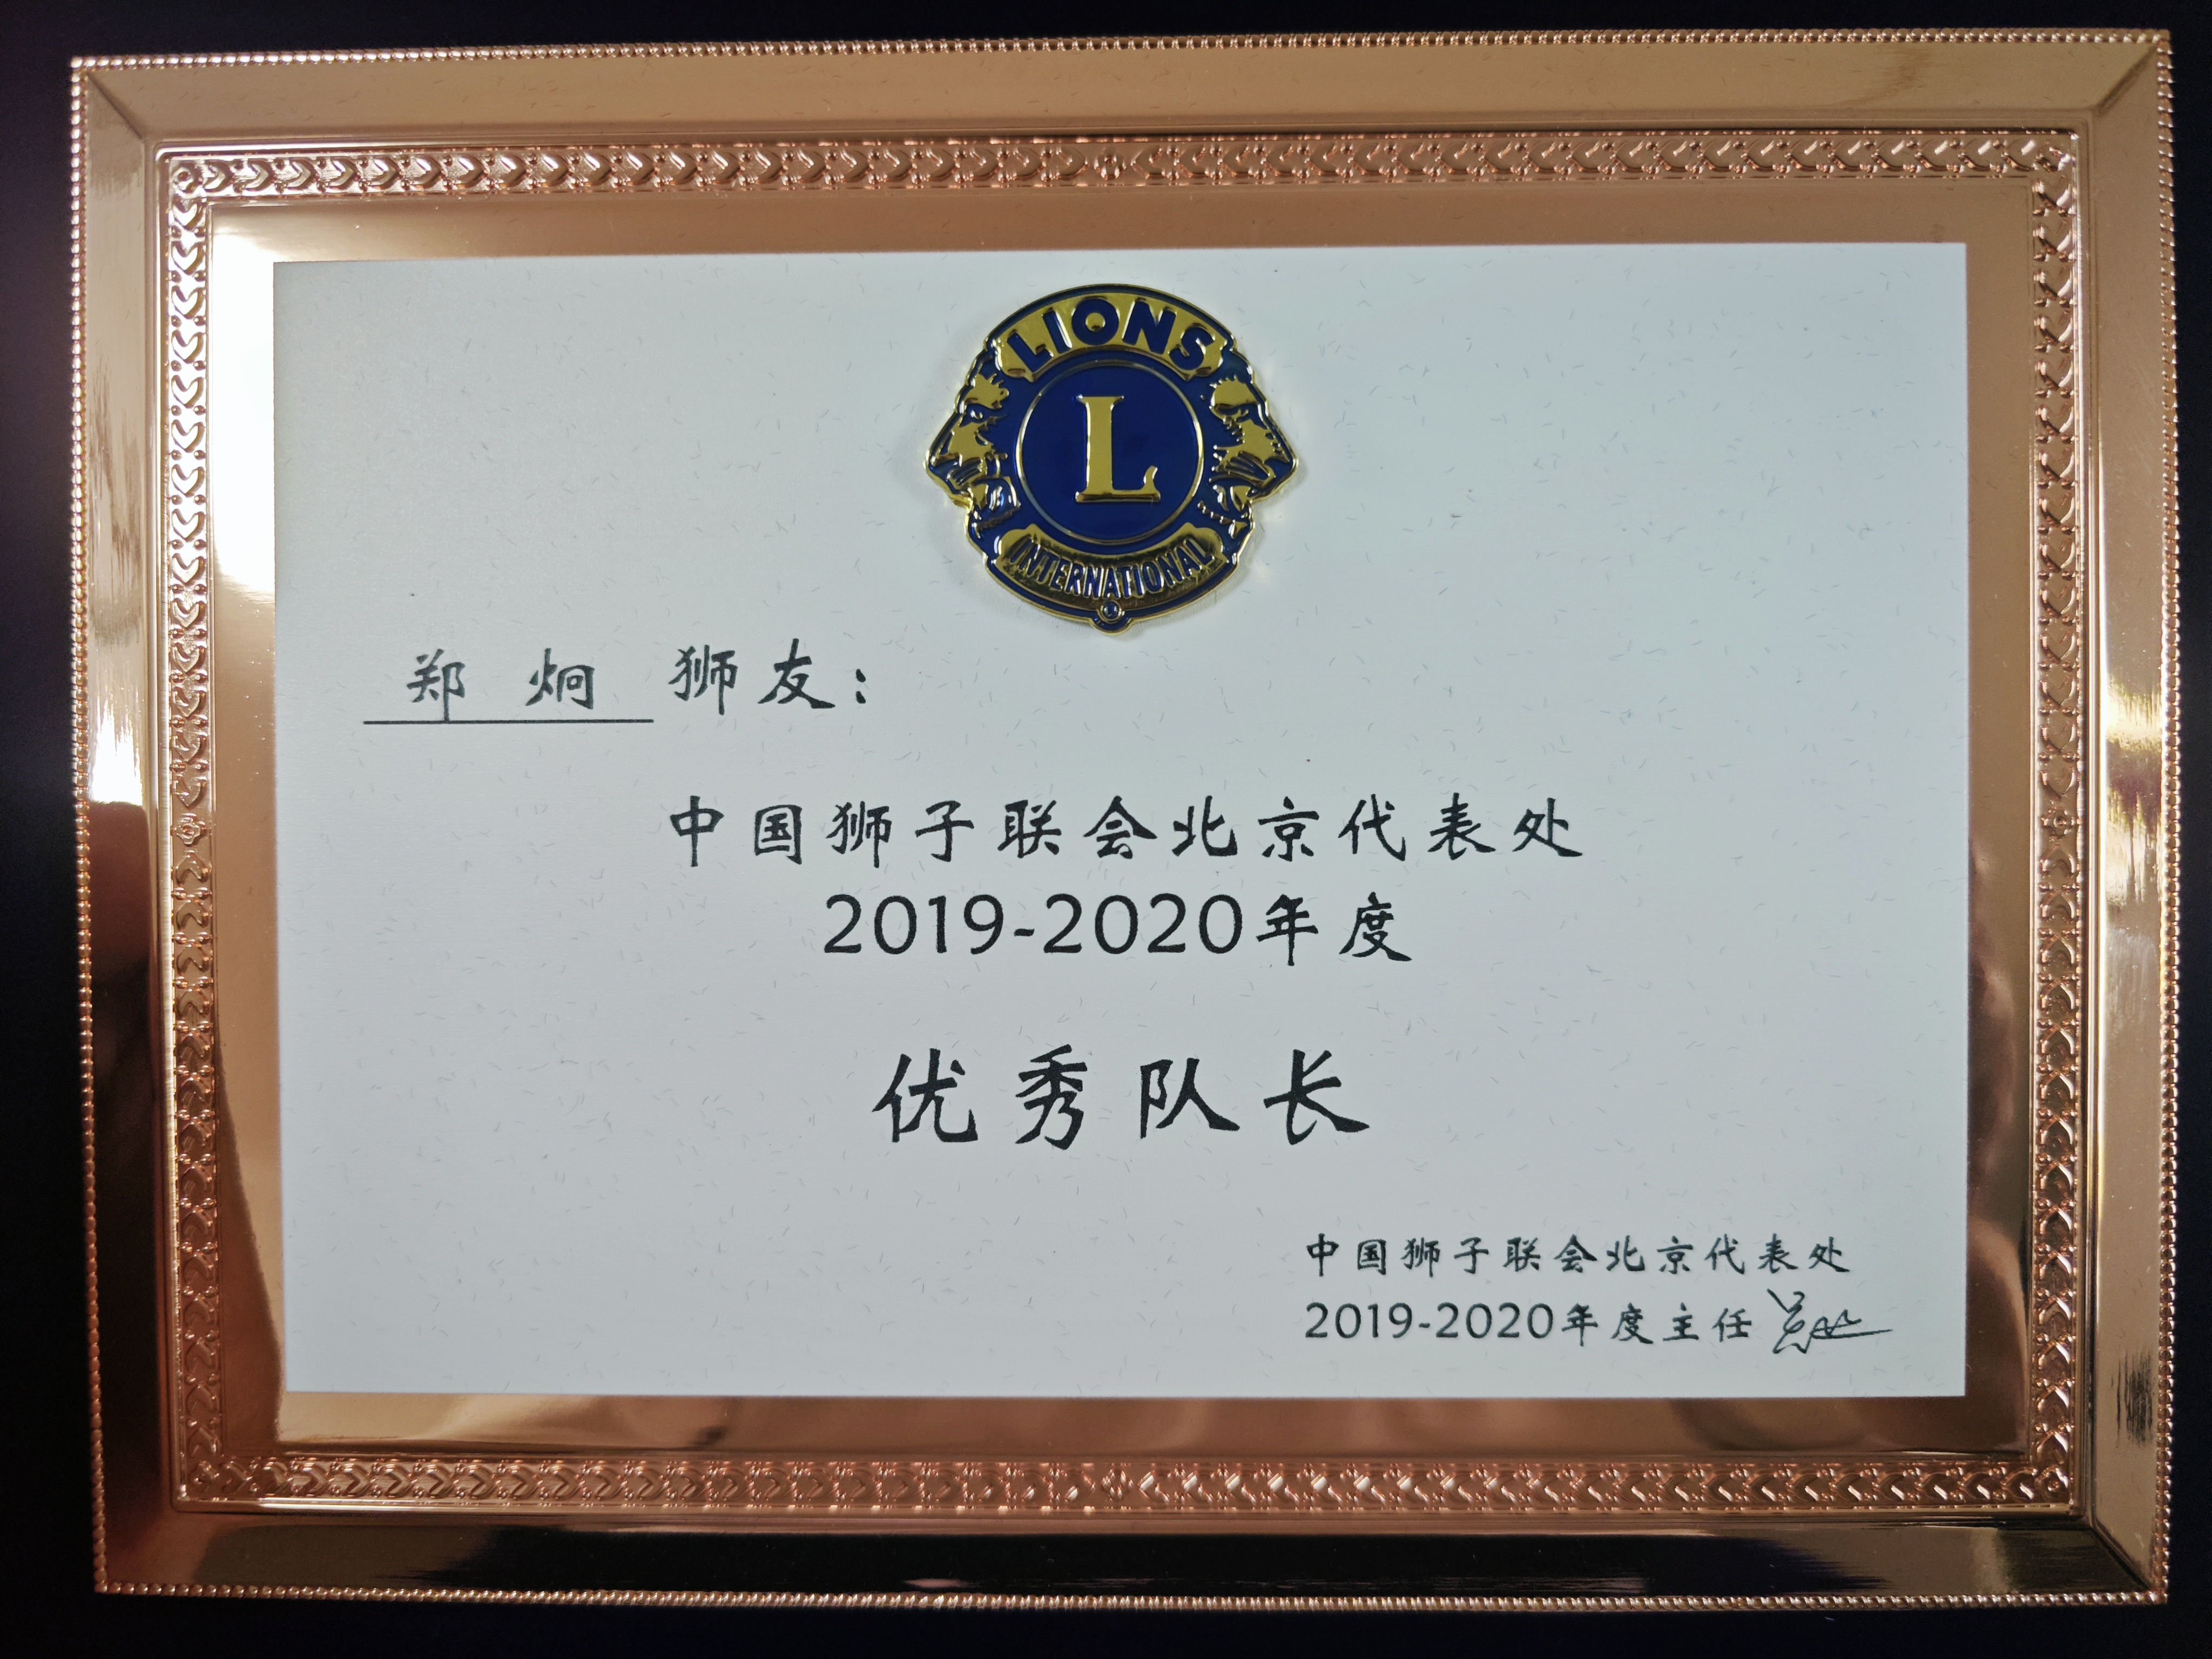 LIONS
L
INTERNATIONAL
郑 炯 狮友：
中国狮子联会北京代表处
2019-2020年度
优秀队长
中国狮子联会北京代表处
2019-2020年度主任